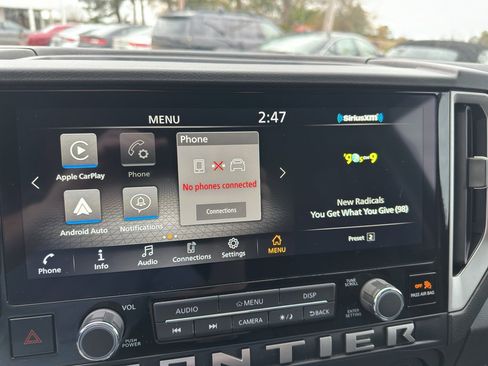 MENU
2:47
SiriusXM
Phone
Apple CarPlay
Phone
No phones connected
Connections
Android Auto
Notifications
New Radicals
You Get What You Give (98)
Preset 2
Phone
Info
Audio
Connections
Settings
MENU
VOL
PUSH
POWER
AUDIO
MENU
DISP
CAMERA
BACK
TUNE
SCROLL
ENTER
SETTING
OFF
PASS AIR BAG
FRONTIER